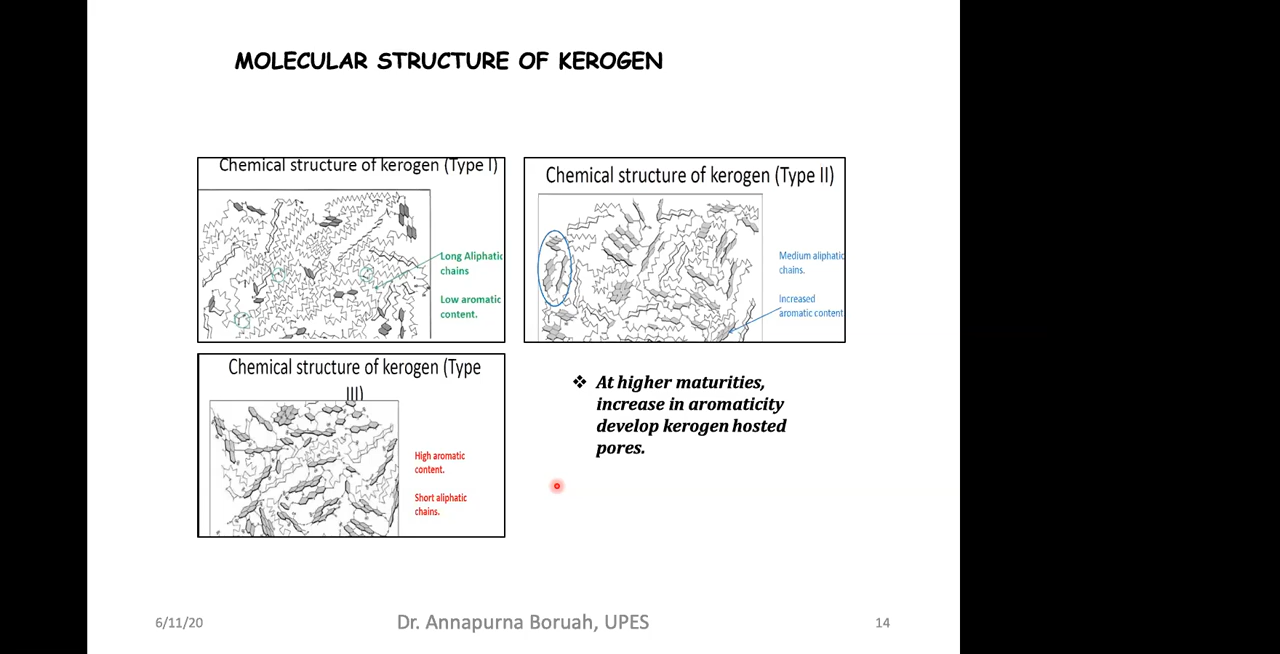 MOLECULAR STRUCTURE OF KEROGEN
Chemical structure of kerogen (Type I)
Long Aliphatic
chains
Low aromatic
content.
Chemical structure of kerogen (Type II)
Medium aliphatic
chains.
Increased
aromatic content
Chemical structure of kerogen (Type
III)
High aromatic
content.
Short aliphatic
chains.
❖ At higher maturities,
increase in aromaticity
develop kerogen hosted
pores.
6/11/20
Dr. Annapurna Boruah, UPES
14